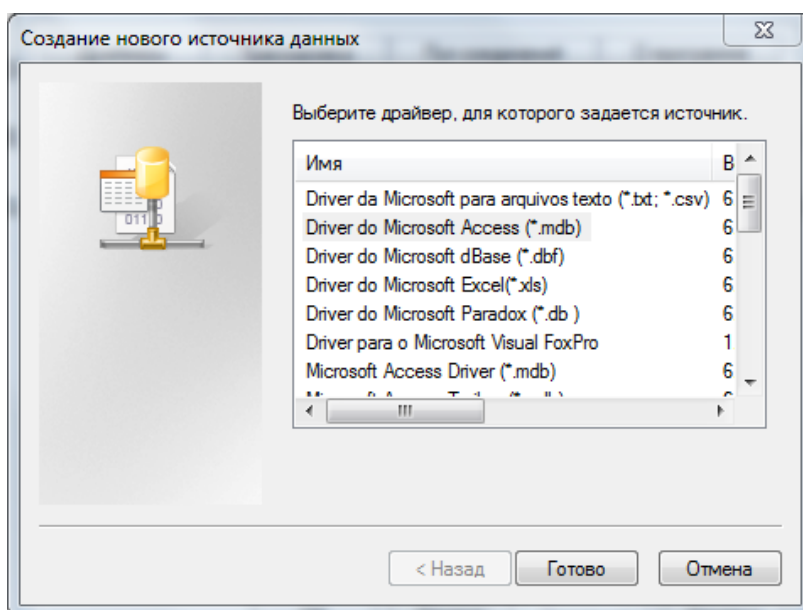 Создание нового источника данных
Выберите драйвер, для которого задается источник.
Имя В
Driver da Microsoft para arquivos texto (*.txt; *.csv) 6
Driver do Microsoft Access (*.mdb) 6
Driver do Microsoft dBase (*.dbf) 6
Driver do Microsoft Excel(*.xls) 6
Driver do Microsoft Paradox (*.db ) 6
Driver para o Microsoft Visual FoxPro 1
Microsoft Access Driver (*.mdb) 6
< Назад Готово Отмена